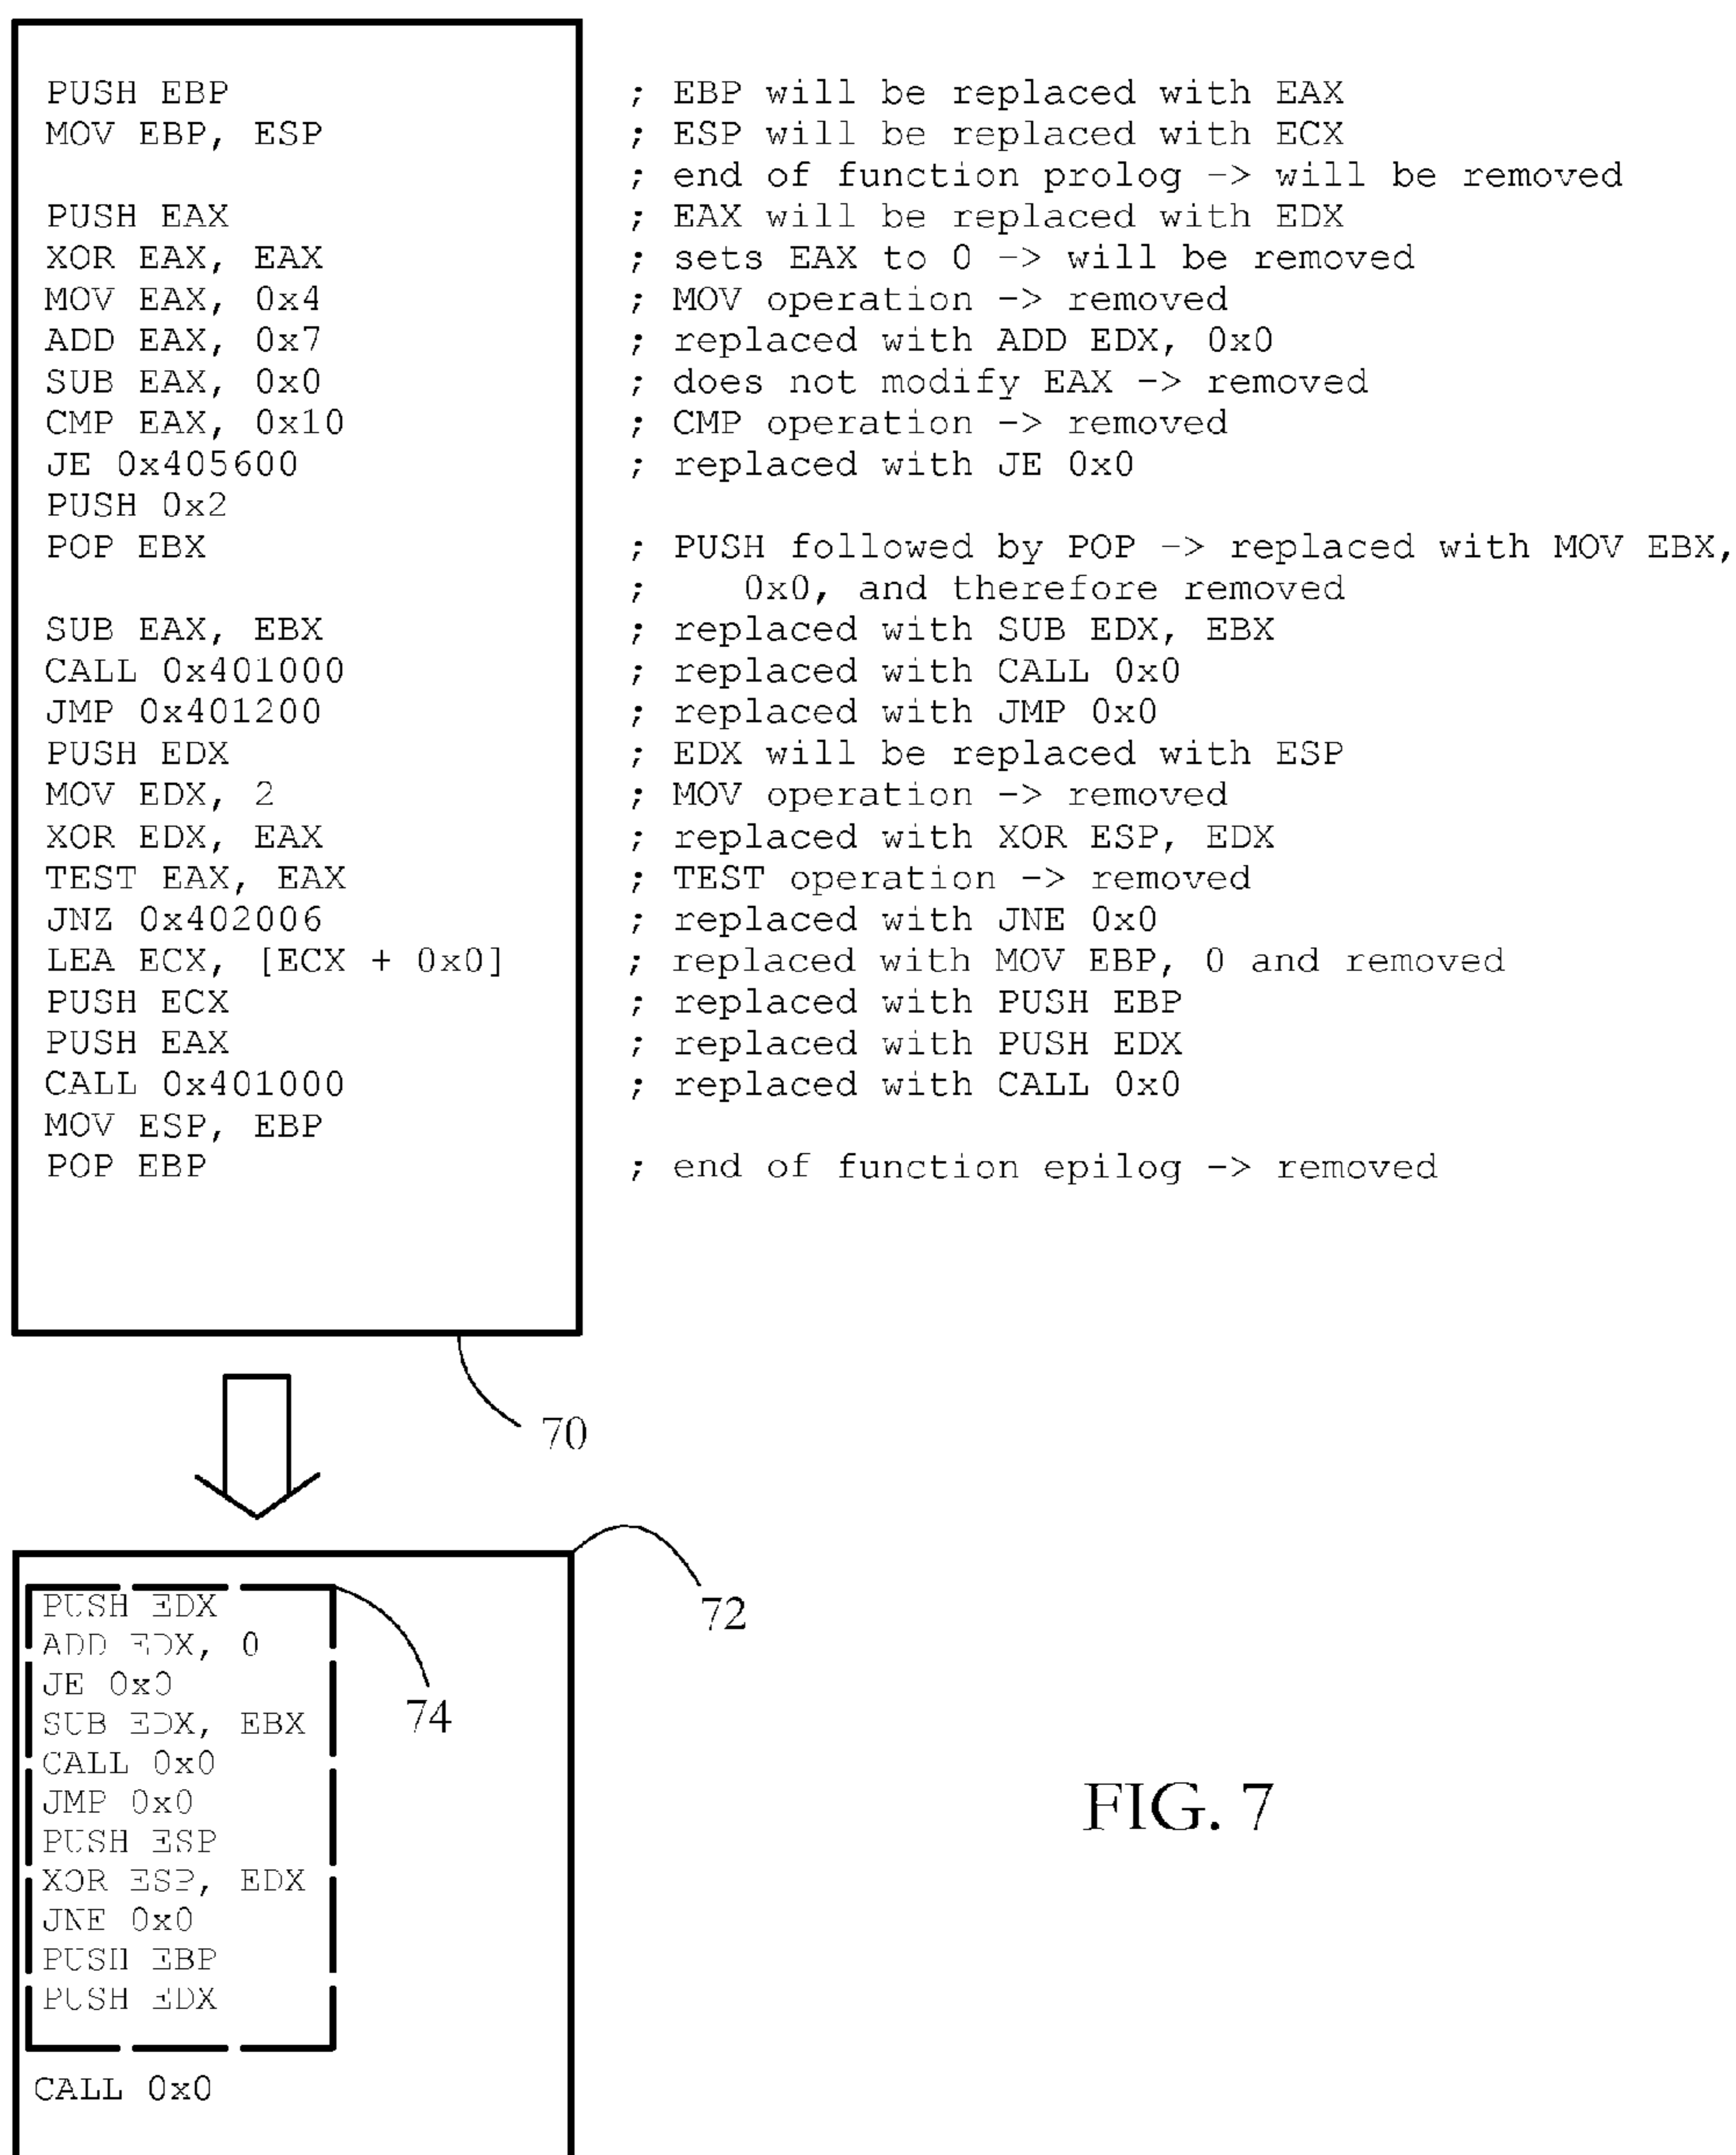 PUSH EBP ; EBP will be replaced with EAX
MOV EBP, ESP ; ESP will be replaced with ECX
; end of function prolog -> will be removed
PUSH EAX ; EAX will be replaced with EDX
XOR EAX, EAX ; sets EAX to 0 -> will be removed
MOV EAX, 0x4 ; MOV operation -> removed
ADD EAX, 0x7 ; replaced with ADD EDX, 0x0
SUB EAX, 0x0 ; does not modify EAX -> removed
CMP EAX, 0x10 ; CMP operation -> removed
JE 0x405600 ; replaced with JE 0x0
PUSH 0x2
POP EBX ; PUSH followed by POP -> replaced with MOV EBX,
; 0x0, and therefore removed
SUB EAX, EBX ; replaced with SUB EDX, EBX
CALL 0x401000 ; replaced with CALL 0x0
JMP 0x401200 ; replaced with JMP 0x0
PUSH EDX ; EDX will be replaced with ESP
MOV EDX, 2 ; MOV operation -> removed
XOR EDX, EAX ; replaced with XOR ESP, EDX
TEST EAX, EAX ; TEST operation -> removed
JNZ 0x402006 ; replaced with JNE 0x0
LEA ECX, [ECX + 0x0] ; replaced with MOV EBP, 0 and removed
PUSH ECX ; replaced with PUSH EBP
PUSH EAX ; replaced with PUSH EDX
CALL 0x401000 ; replaced with CALL 0x0
MOV ESP, EBP
POP EBP ; end of function epilog -> removed
70
72
PUSH EDX
ADD EDX, 0
JE 0x0
SUB EDX, EBX
CALL 0x0
JMP 0x0
PUSH ESP
XOR ESP, EDX
JNE 0x0
PUSH EBP
PUSH EDX
74
CALL 0x0
FIG. 7